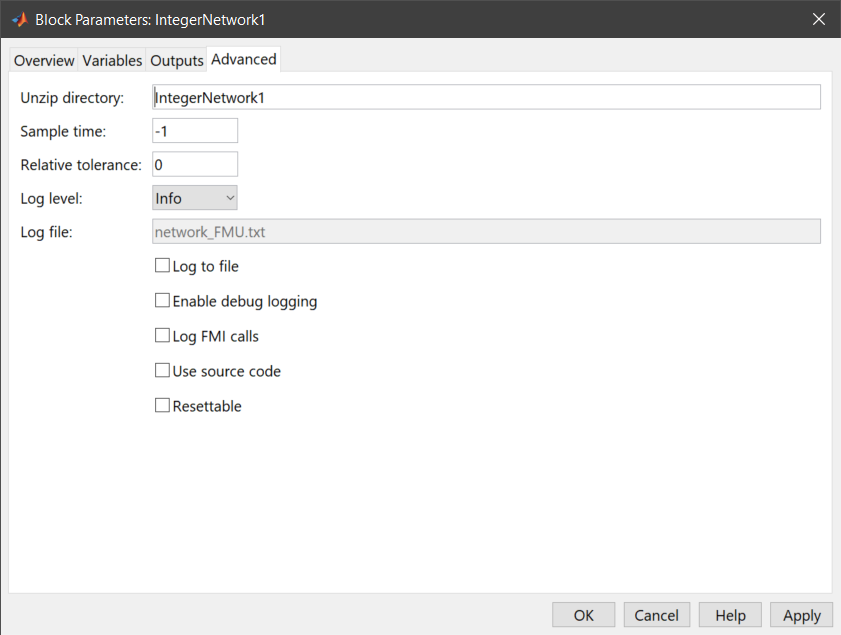 Block Parameters: IntegerNetwork1
Overview Variables Outputs Advanced
Unzip directory: IntegerNetwork1
Sample time: -1
Relative tolerance: 0
Log level: Info
Log file: network_FMU.txt
Log to file
Enable debug logging
Log FMI calls
Use source code
Resettable
OK Cancel Help Apply